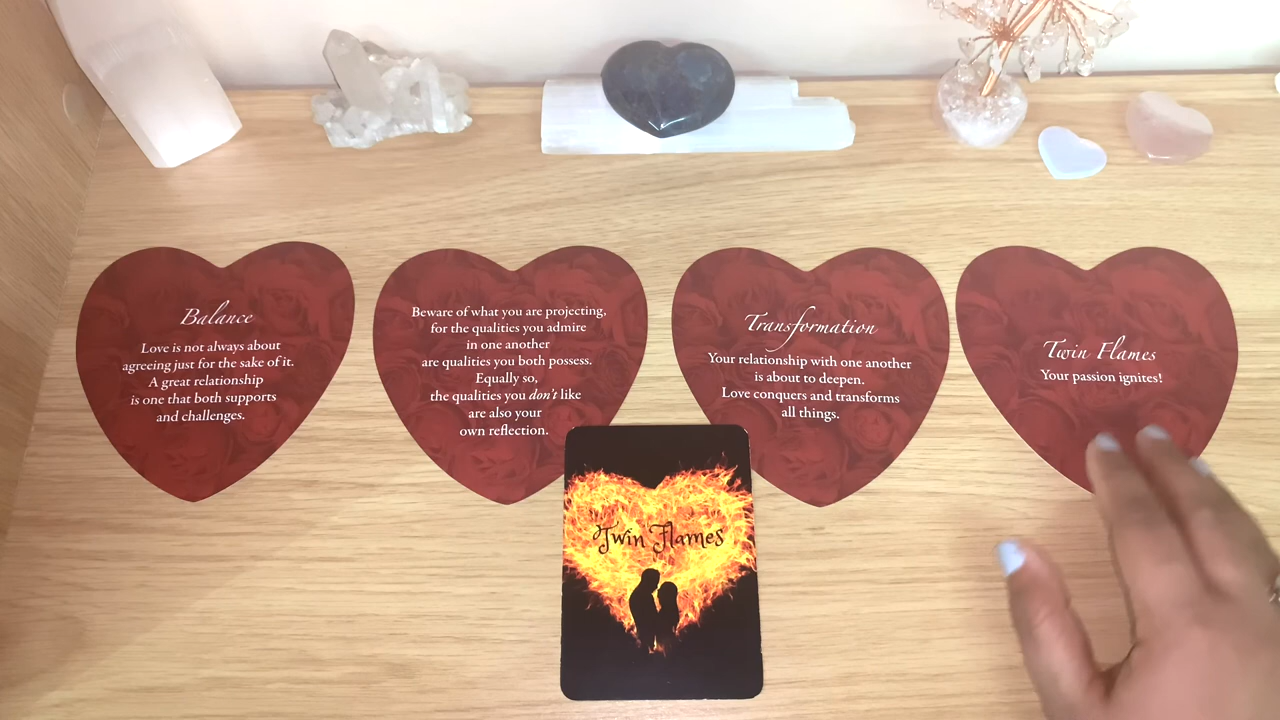 Balance
Love is not always about
agreeing just for the sake of it.
A great relationship
is one that both supports
and challenges.
Beware of what you are projecting,
for the qualities you admire
in one another
are qualities you both possess.
Equally so,
the qualities you don't like
are also your
own reflection.
Transformation
Your relationship with one another
is about to deepen.
Love conquers and transforms
all things.
Twin Flames
Your passion ignites!
Twin Flames